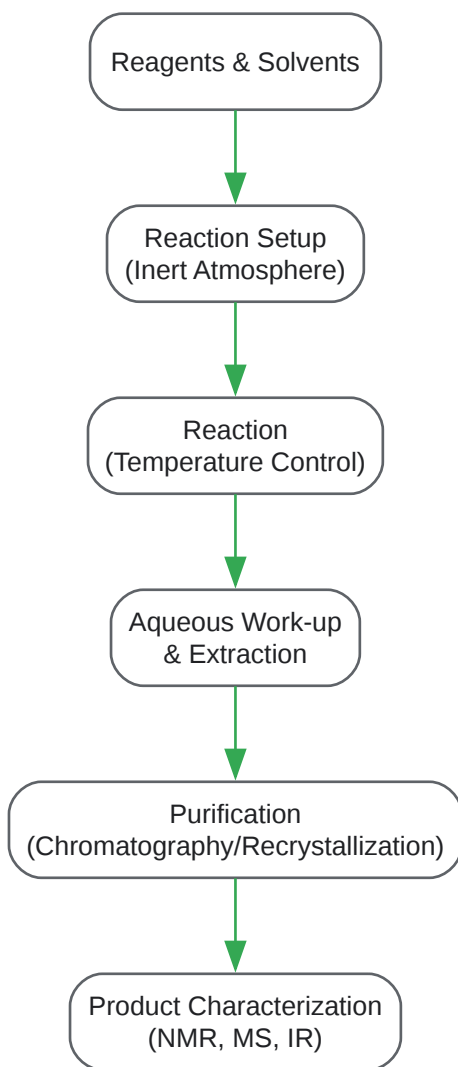 Reagents & Solvents
Reaction Setup
(Inert Atmosphere)
Reaction
(Temperature Control)
Aqueous Work-up
& Extraction
Purification
(Chromatography/Recrystallization)
Product Characterization
(NMR, MS, IR)